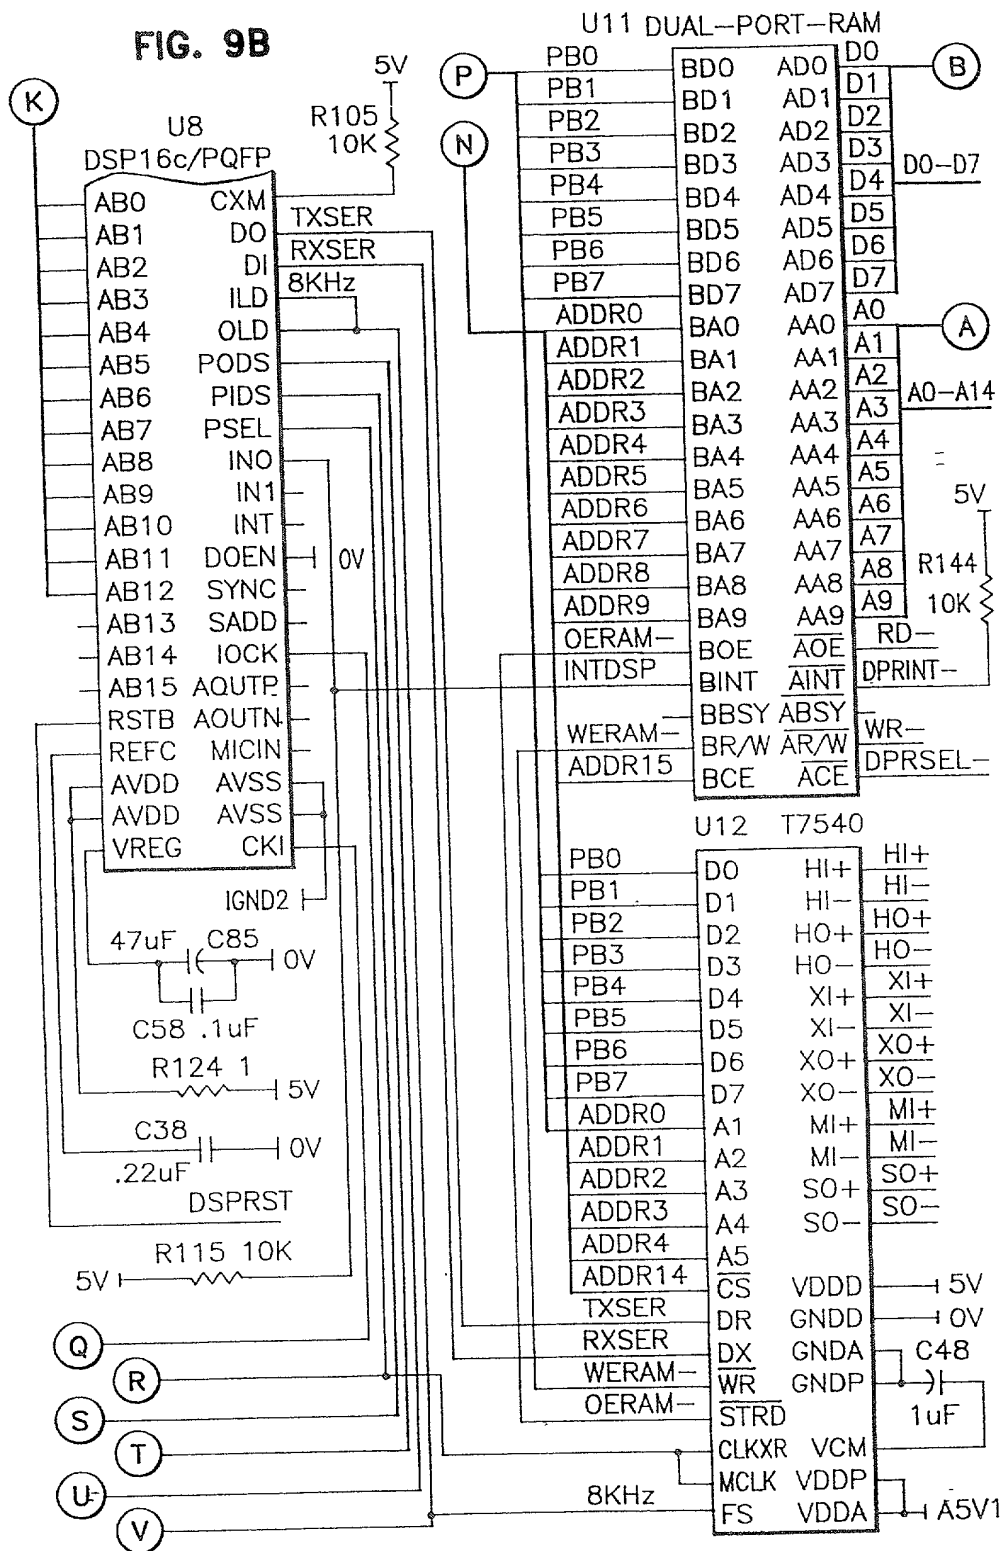 FIG. 9B
K
5V
R105
10K
U8
DSP16c/PQFP
AB0 CXM
AB1 DO
AB2 DI
AB3 ILD
AB4 OLD
AB5 PODS
AB6 PIDS
AB7 PSEL
AB8 INO
AB9 IN1
AB10 INT
AB11 DOEN
AB12 SYNC
AB13 SADD
AB14 IOCK
AB15 AQUTP
RSTB AOUTN
REFC MICIN
AVDD AVSS
AVDD AVSS
VREG CKI
TXSER
RXSER
8KHz
0V
IGND2
47uF C85
0V
C58 .1uF
R124 1
5V
C38
.22uF
0V
DSPRST
R115 10K
5V
Q
R
S
T
U
V
U11 DUAL-PORT-RAM
P
N
B
A
PB0 BD0 AD0 D0
PB1 BD1 AD1 D1
PB2 BD2 AD2 D2
PB3 BD3 AD3 D3
PB4 BD4 AD4 D4
D0-D7
PB5 BD5 AD5 D5
PB6 BD6 AD6 D6
PB7 BD7 AD7 D7
ADDR0 BA0 AA0 A0
ADDR1 BA1 AA1 A1
ADDR2 BA2 AA2 A2
A0-A14
ADDR3 BA3 AA3 A3
ADDR4 BA4 AA4 A4
ADDR5 BA5 AA5 A5
ADDR6 BA6 AA6 A6
ADDR7 BA7 AA7 A7
ADDR8 BA8 AA8 A8
ADDR9 BA9 AA9 A9
5V
R144
10K
OERAM- BOE AOE RD-
INTDSP BINT AINT DPRINT-
BBSY ABSY
WERAM- BR/W AR/W WR-
ADDR15 BCE ACE DPRSEL-
U12 T7540
PB0 D0 HI+ HI+
PB1 D1 HI- HI-
PB2 D2 HO+ HO+
PB3 D3 HO- HO-
PB4 D4 XI+ XI+
PB5 D5 XI- XI-
PB6 D6 XO+ XO+
PB7 D7 XO- XO-
ADDR0 A1 MI+ MI+
ADDR1 A2 MI- MI-
ADDR2 A3 SO+ SO+
ADDR3 A4 SO- SO-
ADDR4 A5
ADDR14 CS VDDD 5V
TXSER DR GNDD 0V
RXSER DX GNDA C48
WERAM- WR GNDP 1uF
OERAM- STRD
CLKXR VCM
MCLK VDDP
8KHz FS VDDA A5V1